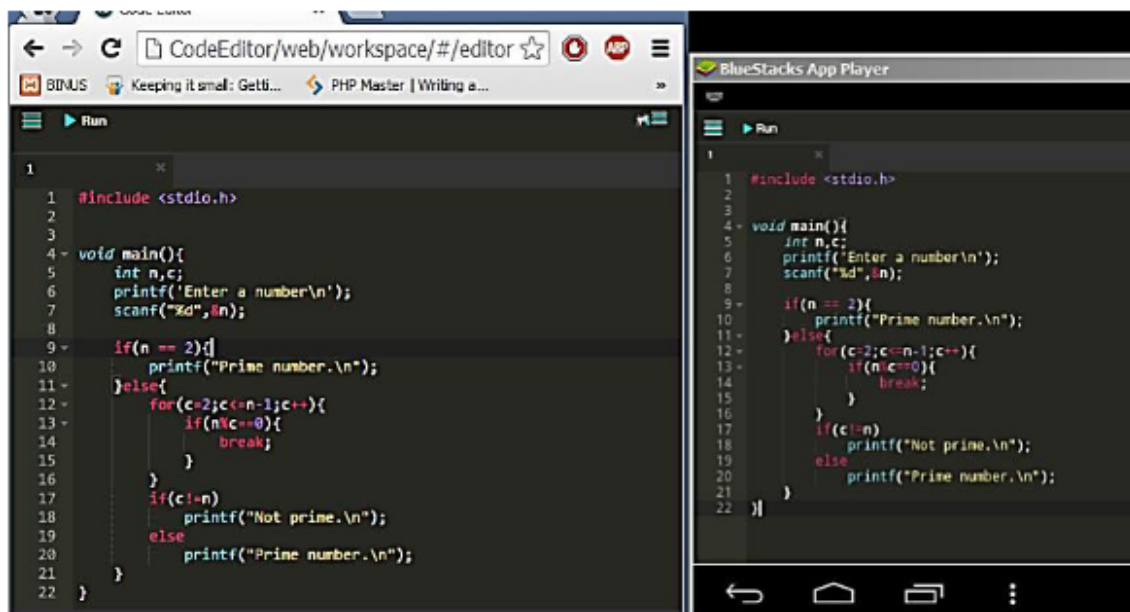 CodeEditor/web/workspace/#/editor
ABP
BINUS Keeping it small: Getti... PHP Master | Writing a... »
Run
1
1 #include <stdio.h>
2
3
4 void main(){
5 int n,c;
6 printf('Enter a number\n');
7 scanf("%d",&n);
8
9 if(n == 2){
10 printf("Prime number.\n");
11 }else{
12 for(c=2;c<=n-1;c++){
13 if(n%c==0){
14 break;
15 }
16 }
17 if(c!=n)
18 printf("Not prime.\n");
19 else
20 printf("Prime number.\n");
21 }
22 }
BlueStacks App Player
Run
1
1 #include <stdio.h>
2
3
4 void main(){
5 int n,c;
6 printf('Enter a number\n');
7 scanf("%d",&n);
8
9 if(n == 2){
10 printf("Prime number.\n");
11 }else{
12 for(c=2;c<=n-1;c++){
13 if(n%c==0){
14 break;
15 }
16 }
17 if(c!=n)
18 printf("Not prime.\n");
19 else
20 printf("Prime number.\n");
21 }
22 }